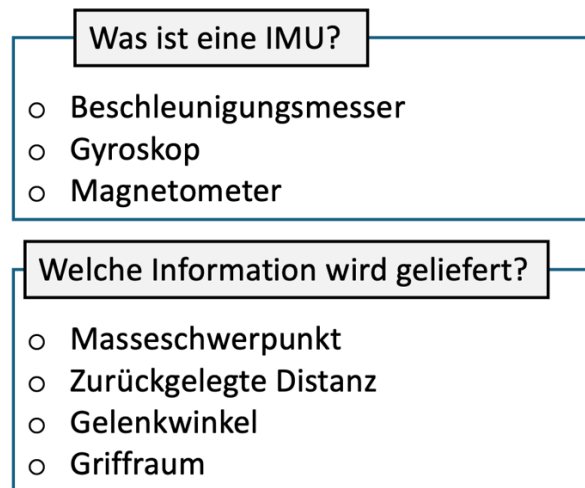 Was ist eine IMU?
○ Beschleunigungsmesser
○ Gyroskop
○ Magnetometer
Welche Information wird geliefert?
○ Masseschwerpunkt
○ Zurückgelegte Distanz
○ Gelenkwinkel
○ Griffraum